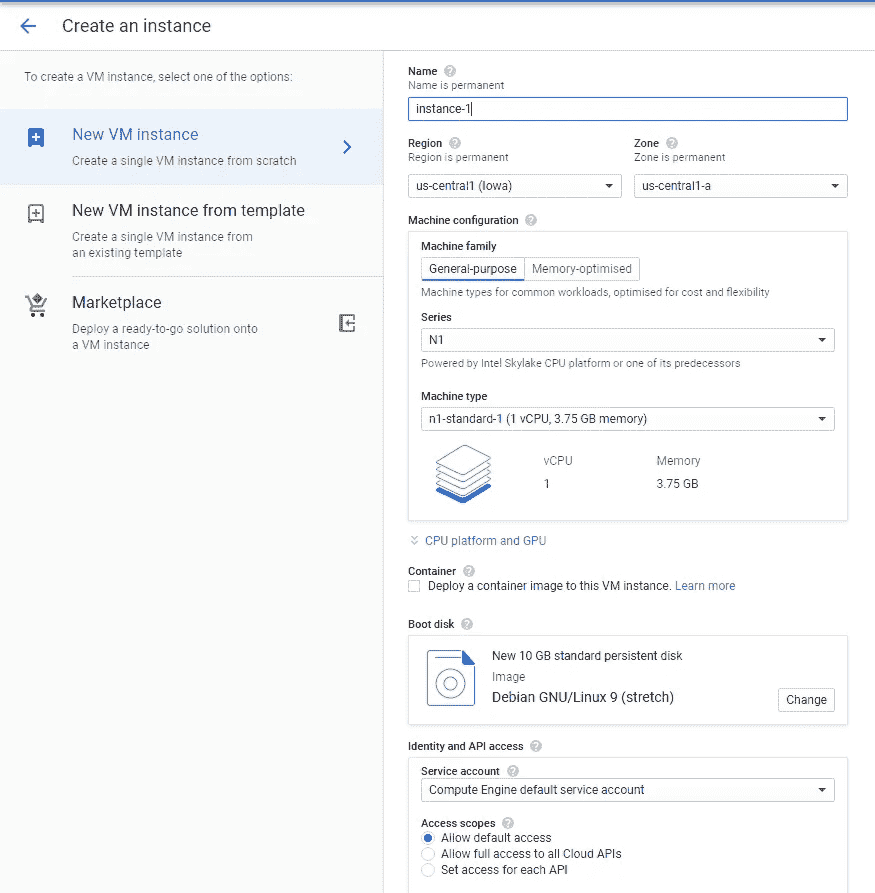 Create an instance
To create a VM instance, select one of the options:
New VM instance
Create a single VM instance from scratch
New VM instance from template
Create a single VM instance from
an existing template
Marketplace
Deploy a ready-to-go solution onto
a VM instance
Name
Name is permanent
instance-1
Region
Region is permanent
us-central1 (Iowa)
Zone
Zone is permanent
us-central1-a
Machine configuration
Machine family
General-purpose
Memory-optimised
Machine types for common workloads, optimised for cost and flexibility
Series
N1
Powered by Intel Skylake CPU platform or one of its predecessors
Machine type
n1-standard-1 (1 vCPU, 3.75 GB memory)
vCPU
1
Memory
3.75 GB
CPU platform and GPU
Container
Deploy a container image to this VM instance. Learn more
Boot disk
New 10 GB standard persistent disk
Image
Debian GNU/Linux 9 (stretch)
Change
Identity and API access
Service account
Compute Engine default service account
Access scopes
Allow default access
Allow full access to all Cloud APIs
Set access for each API